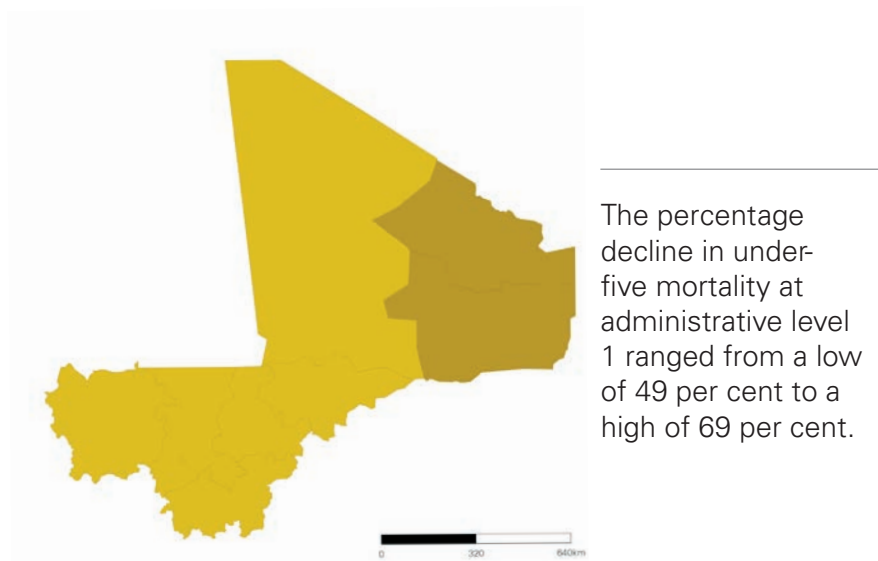 The percentage
decline in under-
five mortality at
administrative level
1 ranged from a low
of 49 per cent to a
high of 69 per cent.
0 320 640km